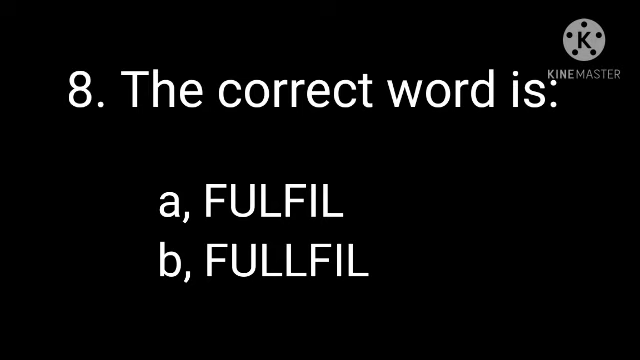 K
KINEMASTER
8. The correct word is:
a, FULFIL
b, FULLFIL